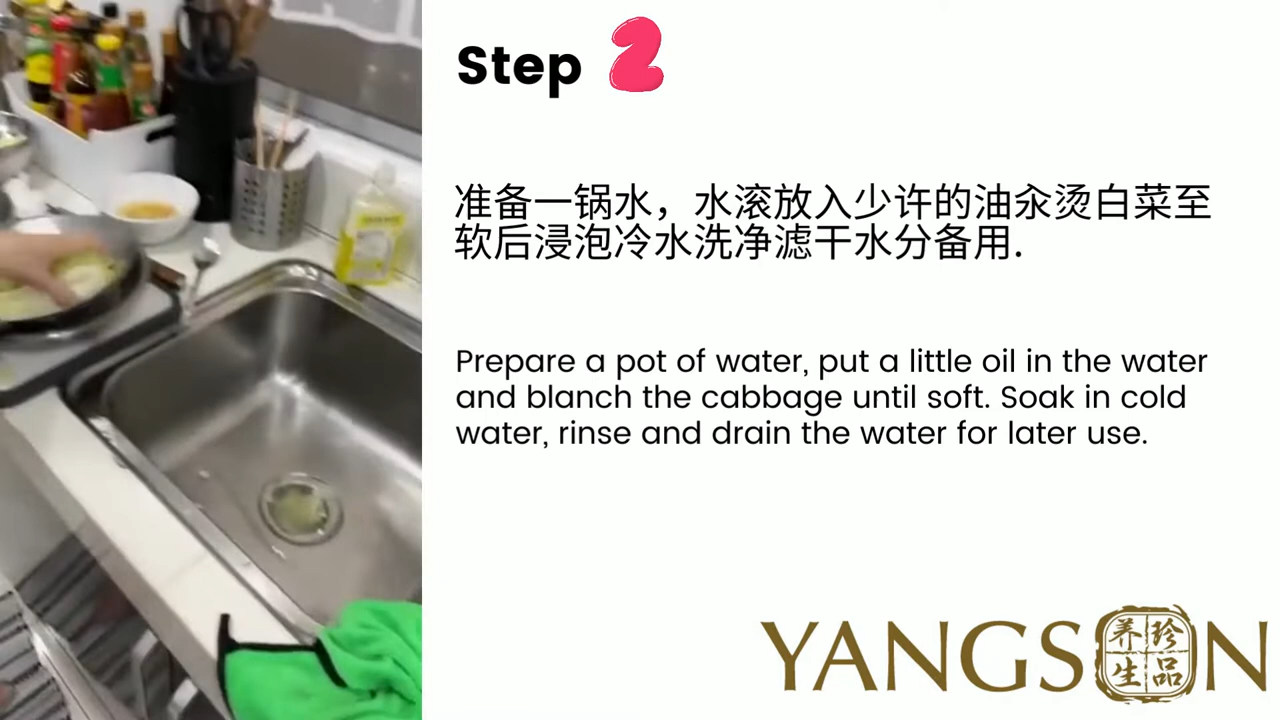 Step 2
准备一锅水，水滚放入少许的油汆烫白菜至
软后浸泡冷水洗净滤干水分备用.
Prepare a pot of water, put a little oil in the water
and blanch the cabbage until soft. Soak in cold
water, rinse and drain the water for later use.
YANGSON
养珍
生品